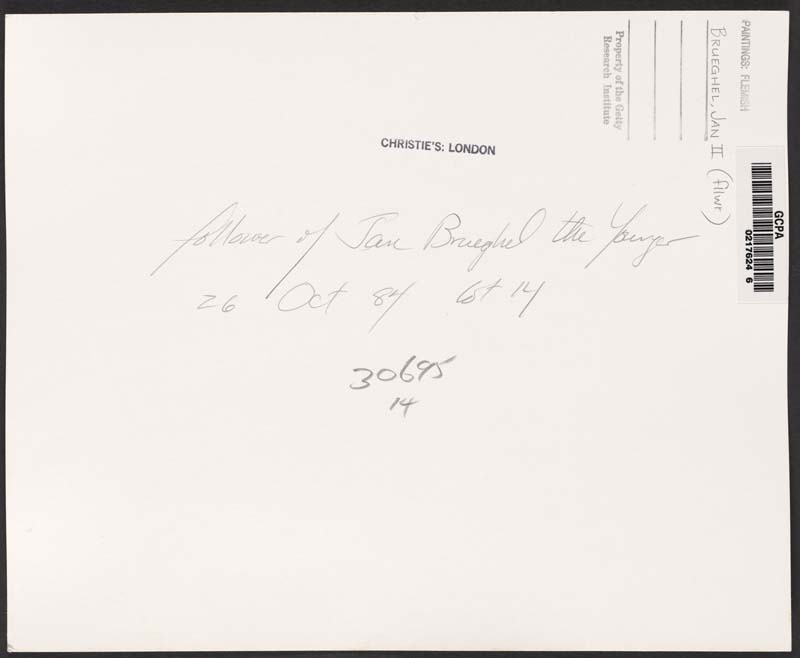 CHRISTIE'S: LONDON
follower of Jan Brueghel the Younger
26 Oct 84 lot 14
30695
14
PAINTINGS: FLEMISH
BRUEGHEL, JAN II (fllwr)
Property of the Getty
Research Institute
GCPA
0217624 6